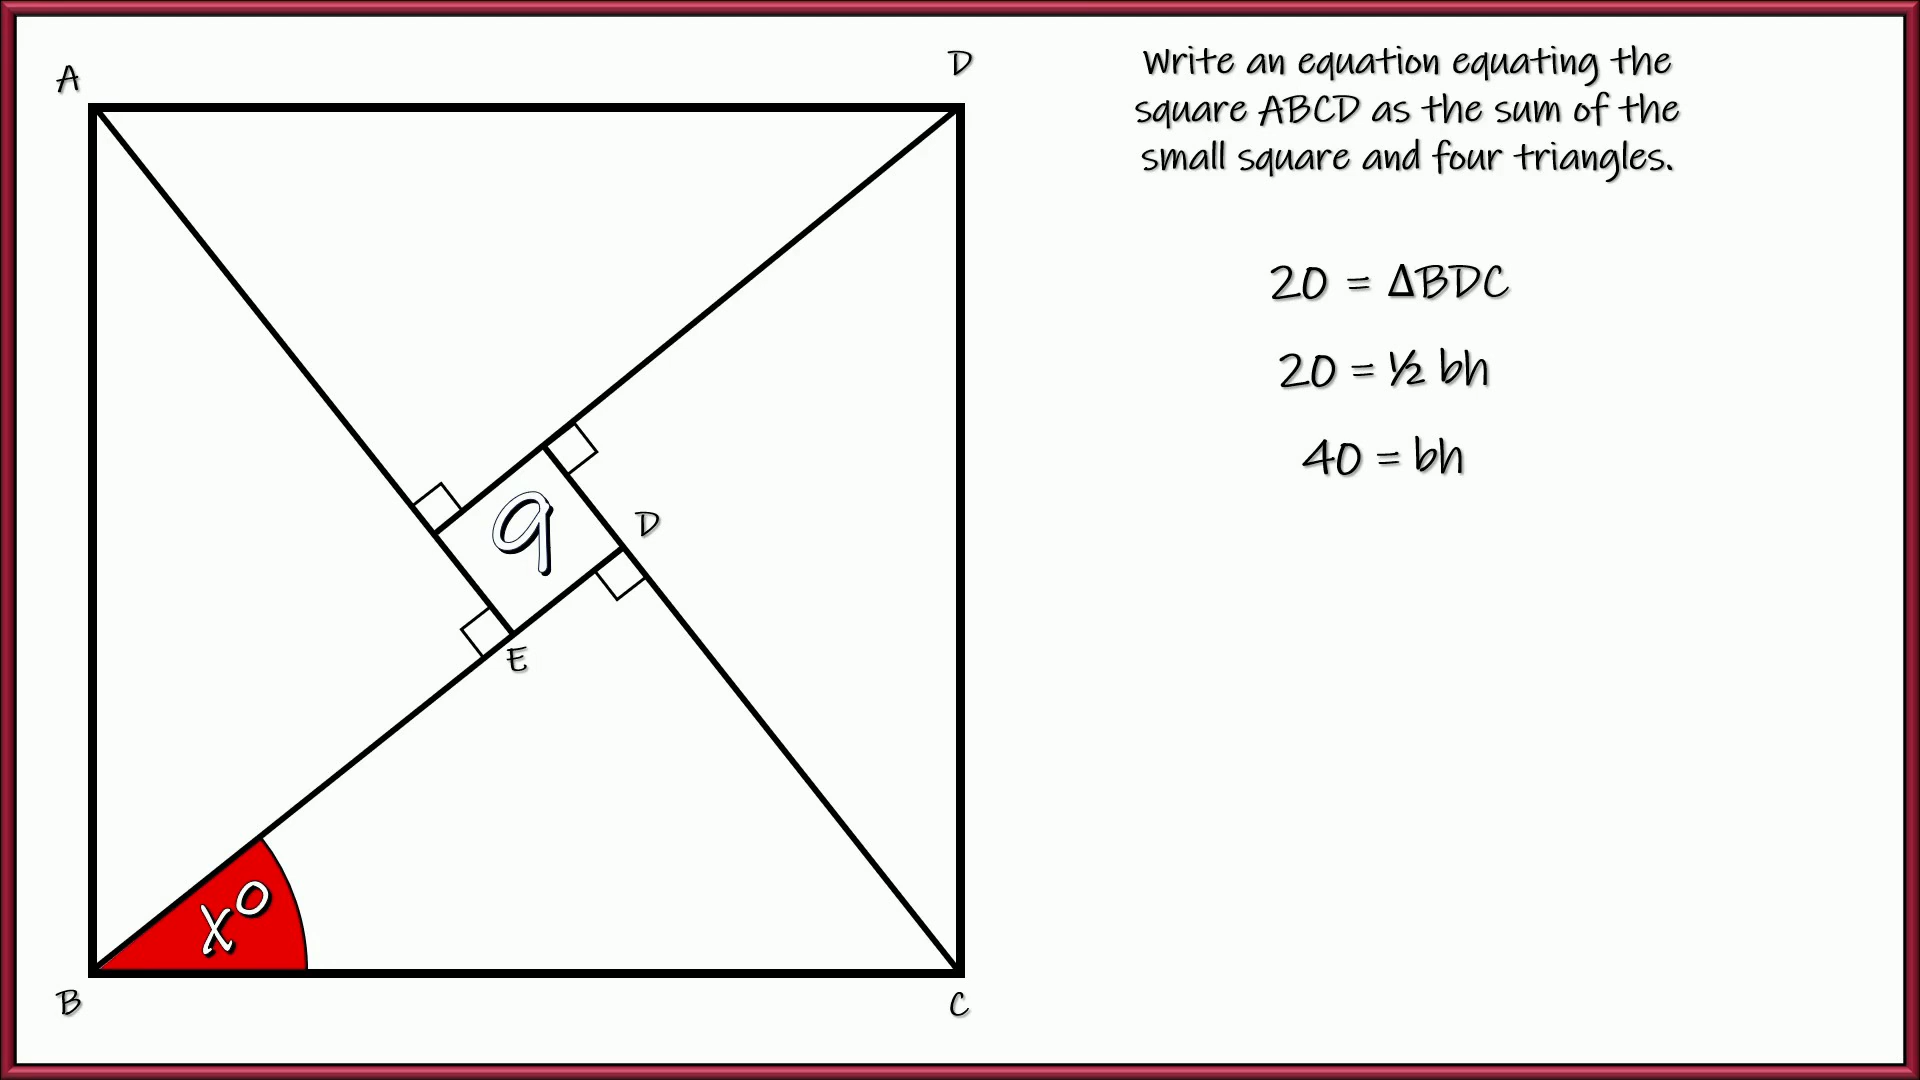 A
D
Write an equation equating the
square ABCD as the sum of the
small square and four triangles.
20 = ΔBDC
20 = ½ bh
40 = bh
9
D
E
xº
B
C